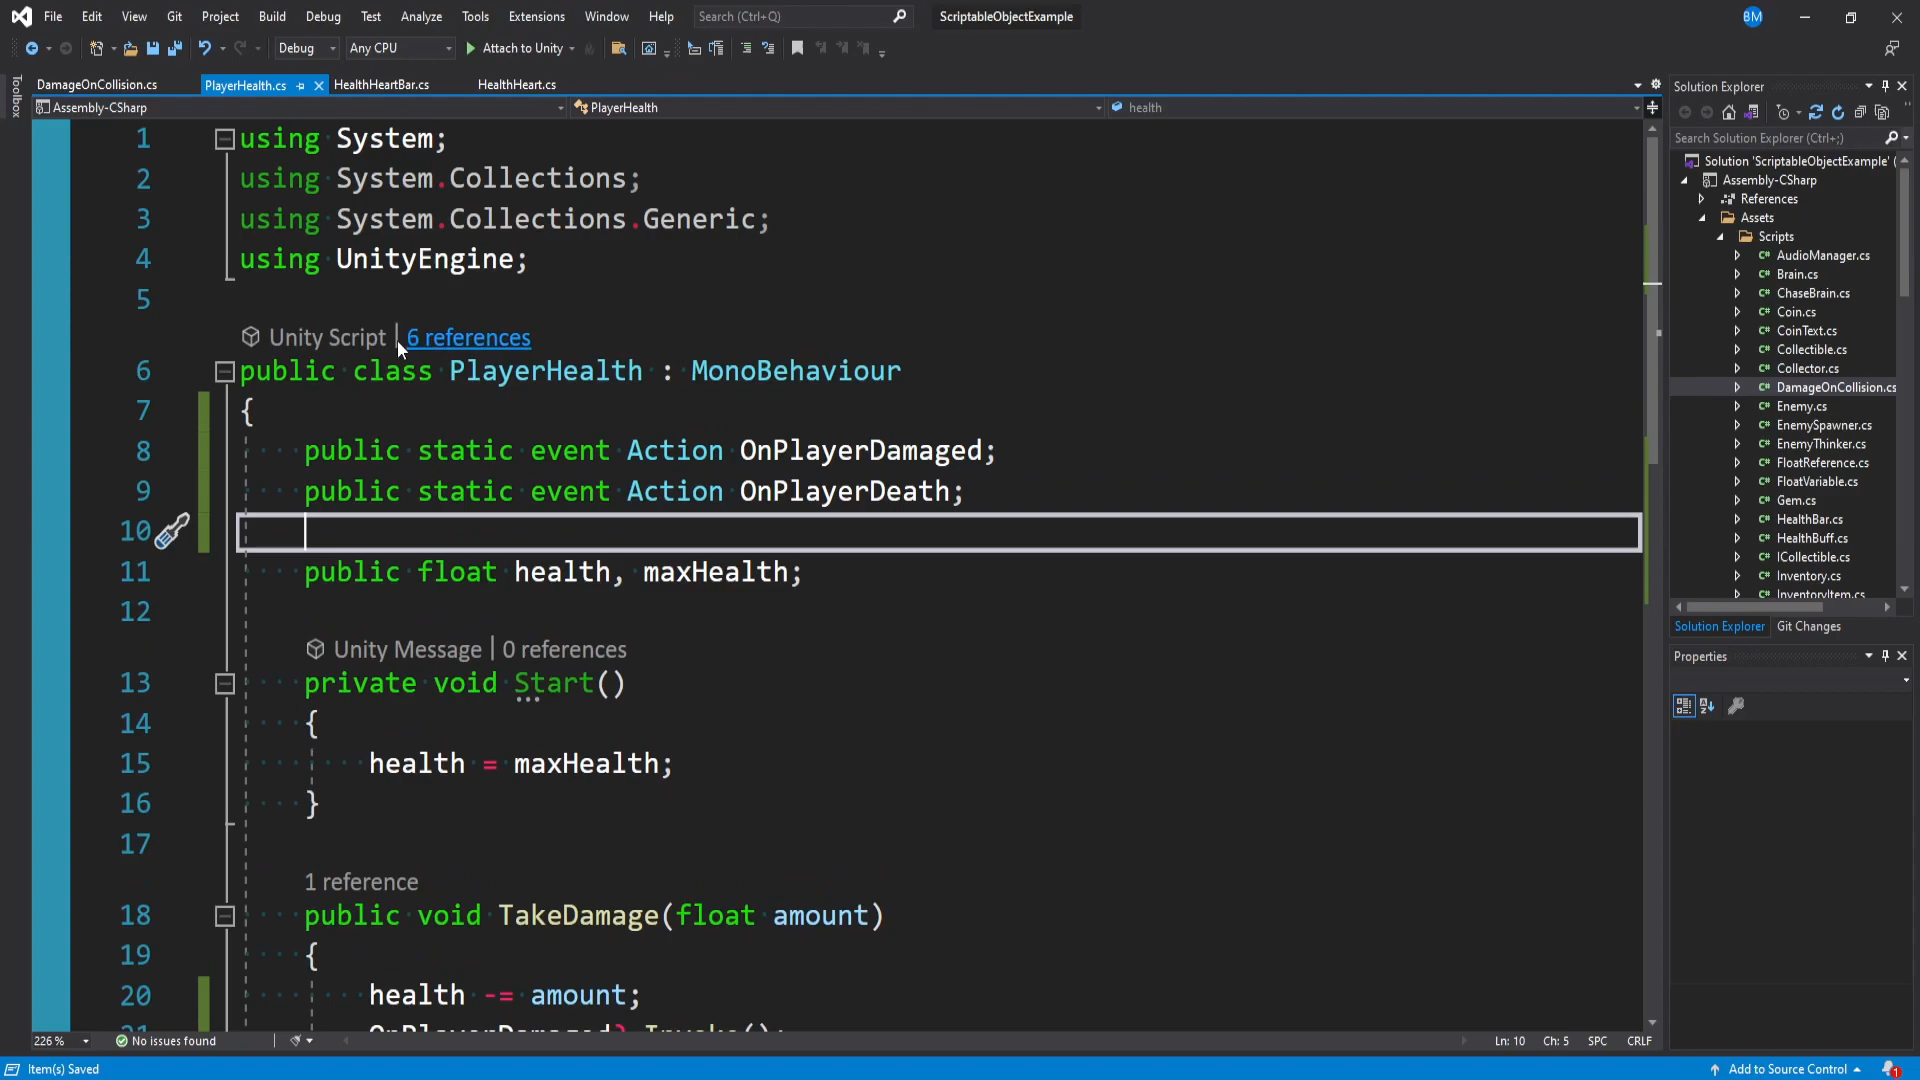 File Edit View Git Project Build Debug Test Analyze Tools Extensions Window Help Search (Ctrl+Q) ScriptableObjectExample BM
Debug Any CPU Attach to Unity
Toolbox
DamageOnCollision.cs PlayerHealth.cs HealthHeartBar.cs HealthHeart.cs
Assembly-CSharp PlayerHealth health
1 using System;
2 using System.Collections;
3 using System.Collections.Generic;
4 using UnityEngine;
5
Unity Script | 6 references
6 public class PlayerHealth : MonoBehaviour
7 {
8 public static event Action OnPlayerDamaged;
9 public static event Action OnPlayerDeath;
10
11 public float health, maxHealth;
12
Unity Message | 0 references
13 private void Start()
14 {
15 health = maxHealth;
16 }
17
1 reference
18 public void TakeDamage(float amount)
19 {
20 health -= amount;
21 OnPlayerDamaged?.Invoke();
226 % No issues found Ln: 10 Ch: 5 SPC CRLF
Item(s) Saved Add to Source Control 1
Solution Explorer
Search Solution Explorer (Ctrl+;)
Solution 'ScriptableObjectExample' (
Assembly-CSharp
References
Assets
Scripts
C# AudioManager.cs
C# Brain.cs
C# ChaseBrain.cs
C# Coin.cs
C# CoinText.cs
C# Collectible.cs
C# Collector.cs
C# DamageOnCollision.cs
C# Enemy.cs
C# EnemySpawner.cs
C# EnemyThinker.cs
C# FloatReference.cs
C# FloatVariable.cs
C# Gem.cs
C# HealthBar.cs
C# HealthBuff.cs
C# ICollectible.cs
C# Inventory.cs
C# InventoryItem.cs
Solution Explorer Git Changes
Properties